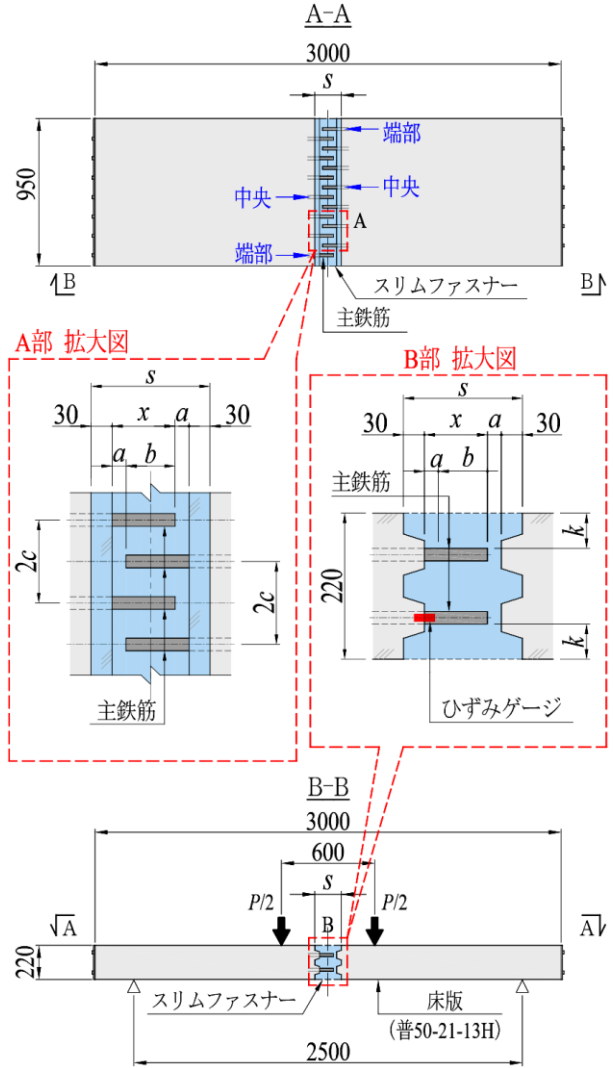 A-A
3000
s
端部
950
中央
中央
A
端部
B
B
スリムファスナー
主鉄筋
A部 拡大図
s
30
x
a
30
a
b
2c
2c
主鉄筋
B部 拡大図
s
30
x
a
30
a
b
主鉄筋
k
220
k
ひずみゲージ
B-B
3000
600
s
P/2
P/2
A
B
A
220
スリムファスナー
床版
(普50-21-13H)
2500